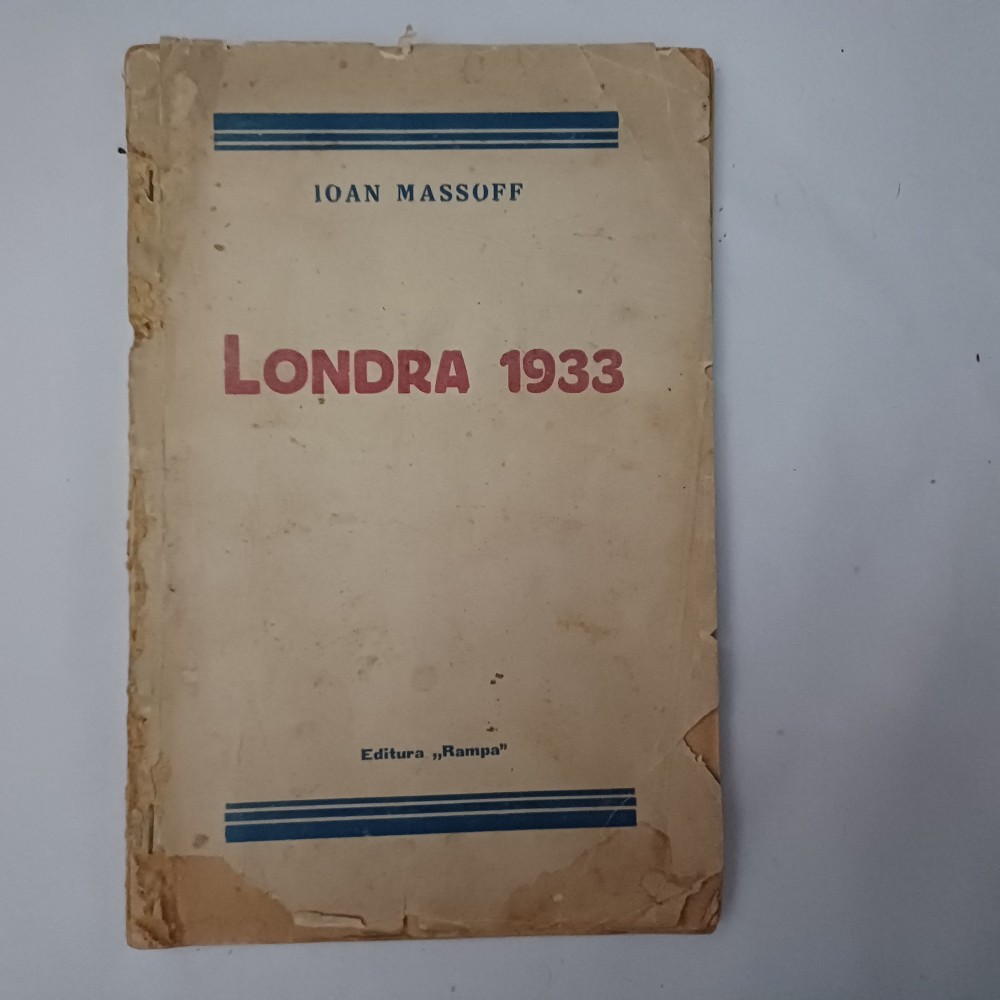 IOAN MASSOFF
LONDRA 1933
Editura „Rampa”